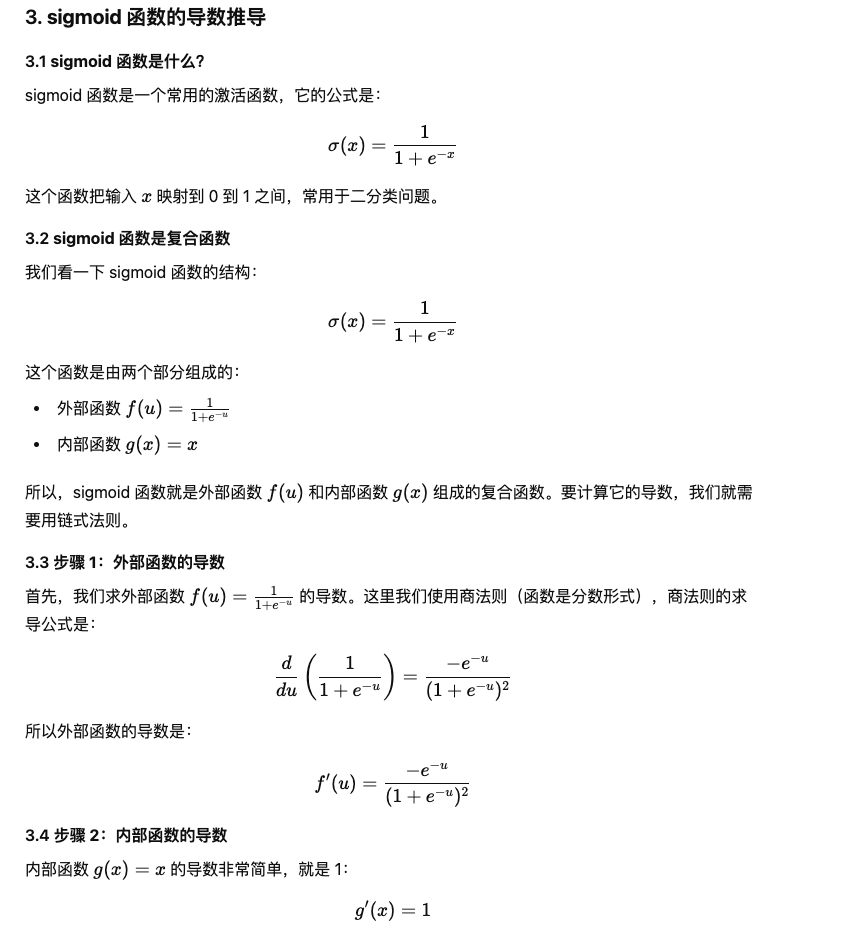 3. sigmoid 函数的导数推导
3.1 sigmoid 函数是什么?
sigmoid 函数是一个常用的激活函数，它的公式是：
σ(x) = 1 / (1 + e^{-x})
这个函数把输入 x 映射到 0 到 1 之间，常用于二分类问题。
3.2 sigmoid 函数是复合函数
我们看一下 sigmoid 函数的结构：
σ(x) = 1 / (1 + e^{-x})
这个函数是由两个部分组成的：
• 外部函数 f(u) = 1 / (1+e^{-u})
• 内部函数 g(x) = x
所以，sigmoid 函数就是外部函数 f(u) 和内部函数 g(x) 组成的复合函数。要计算它的导数，我们就需
要用链式法则。
3.3 步骤 1：外部函数的导数
首先，我们求外部函数 f(u) = 1 / (1+e^{-u}) 的导数。这里我们使用商法则（函数是分数形式），商法则的求
导公式是：
d/du (1 / (1 + e^{-u})) = -e^{-u} / (1 + e^{-u})^2
所以外部函数的导数是：
f'(u) = -e^{-u} / (1 + e^{-u})^2
3.4 步骤 2：内部函数的导数
内部函数 g(x) = x 的导数非常简单，就是 1：
g'(x) = 1